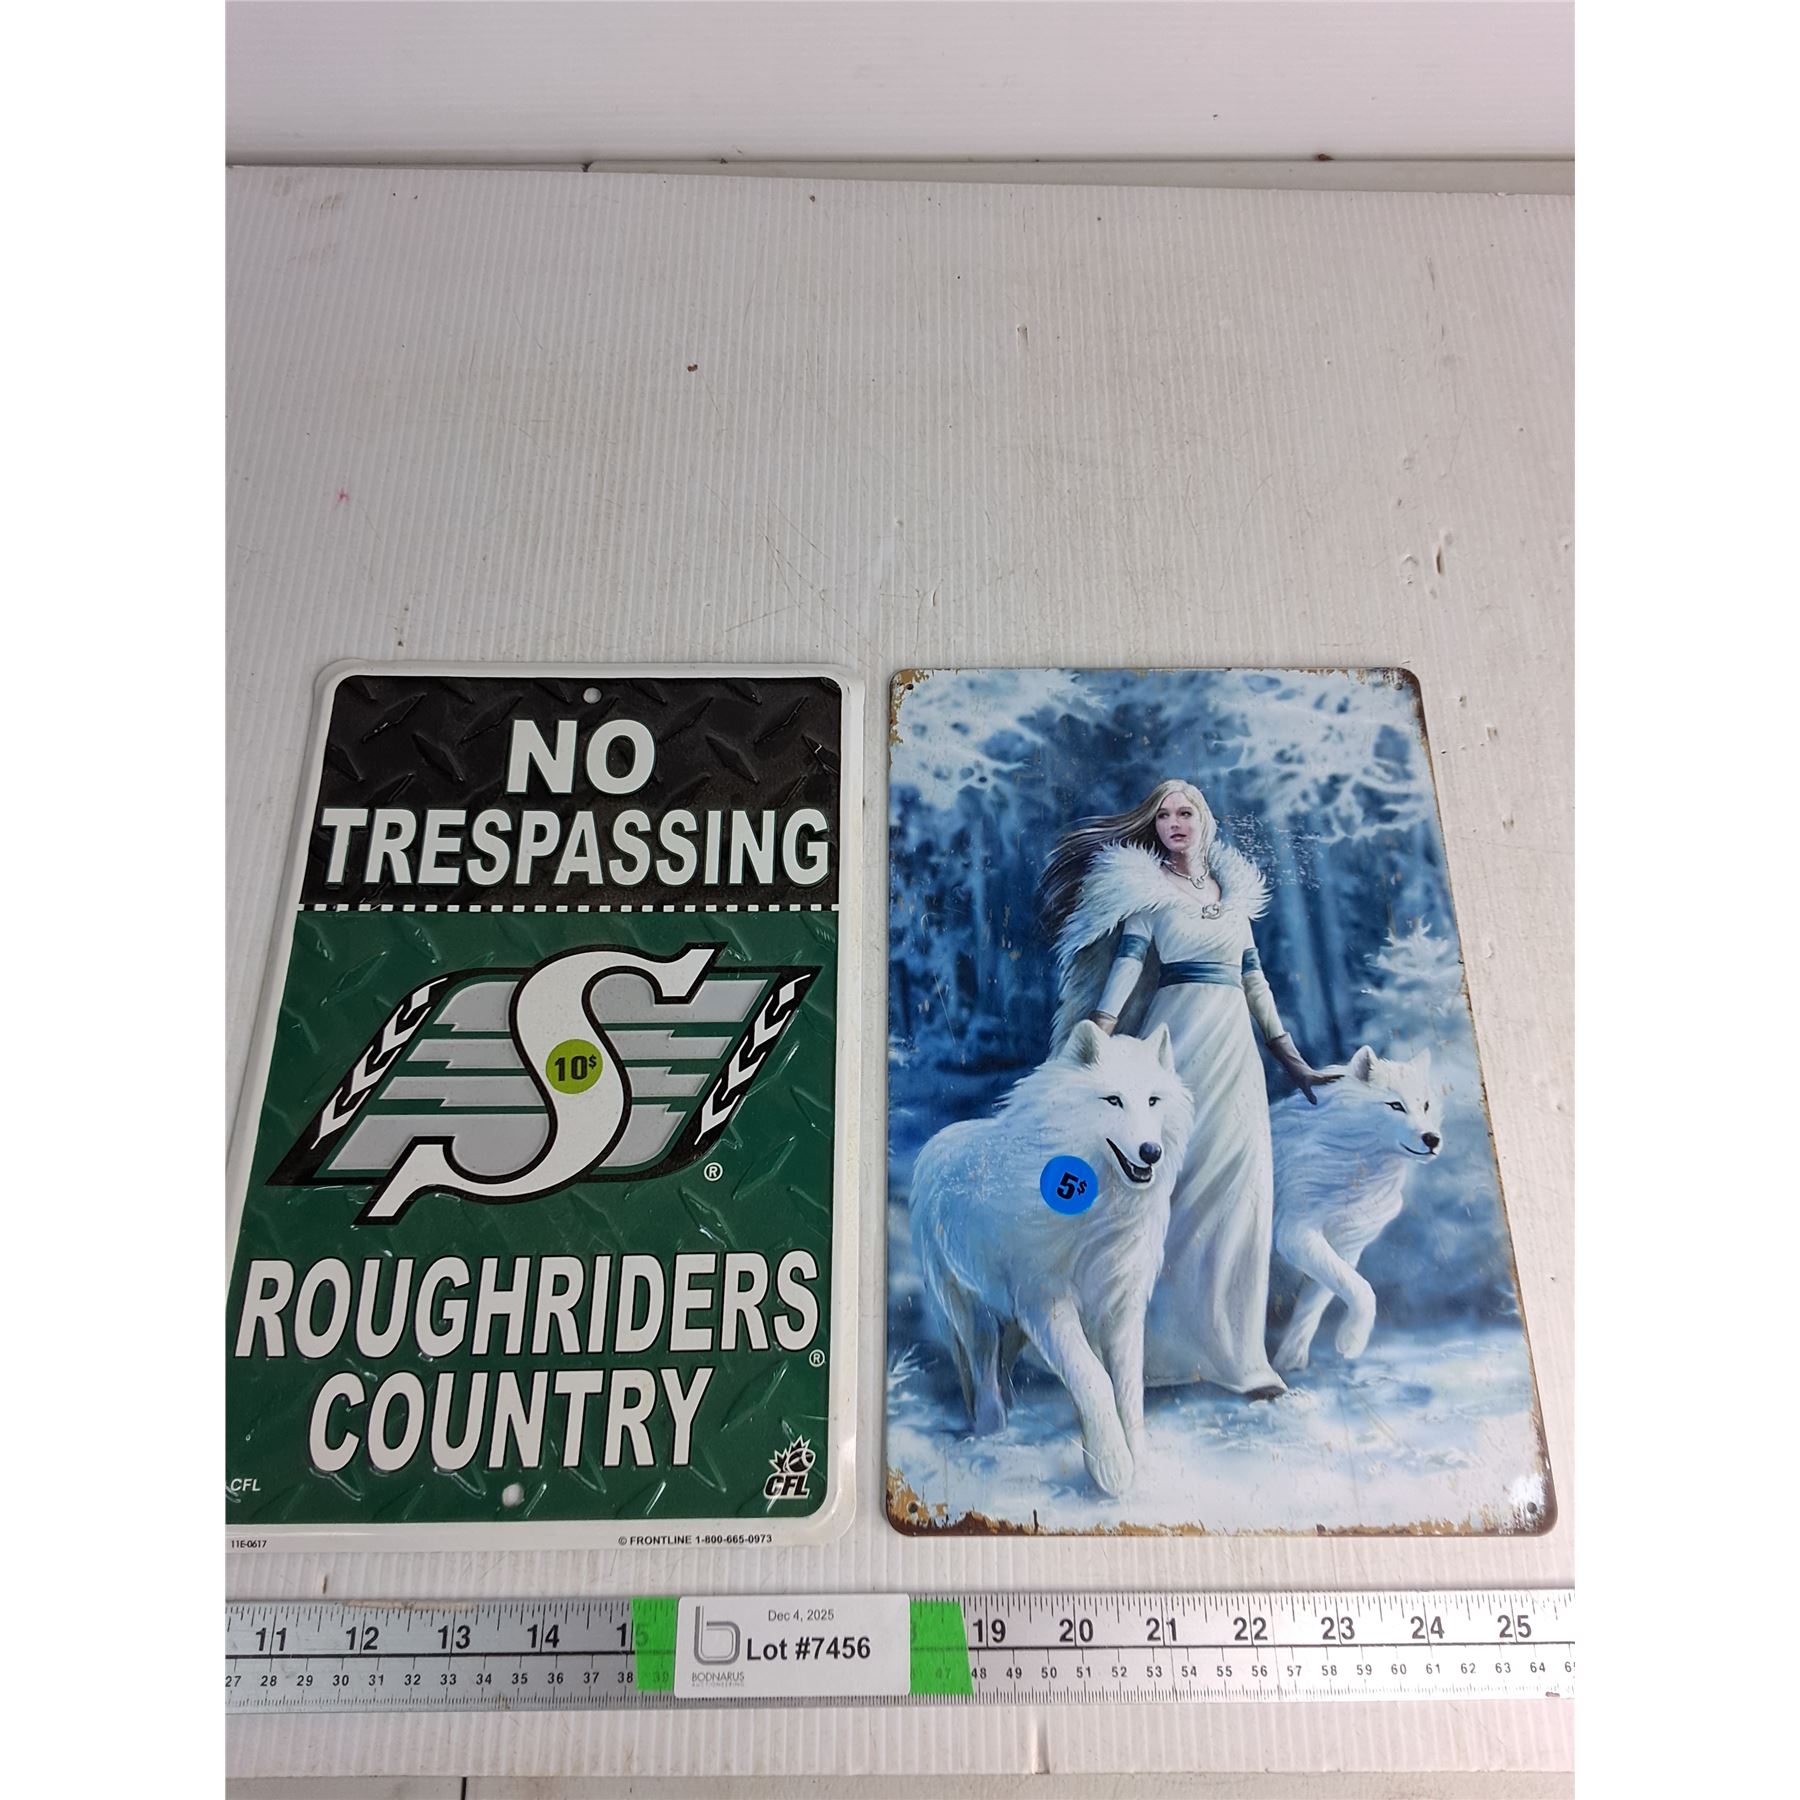 NO
TRESPASSING
S
10$
®
ROUGHRIDERS®
COUNTRY
CFL
CFL
11E-0617
© FRONTLINE 1-800-665-0973
5$
Dec 4, 2025
b
Lot #7456
BODNARUS
AUCTIONEERING
11 12 13 14 15 19 20 21 22 23 24 25
27 28 29 30 31 32 33 34 35 36 37 38 39 47 48 49 50 51 52 53 54 55 56 57 58 59 60 61 62 63 64